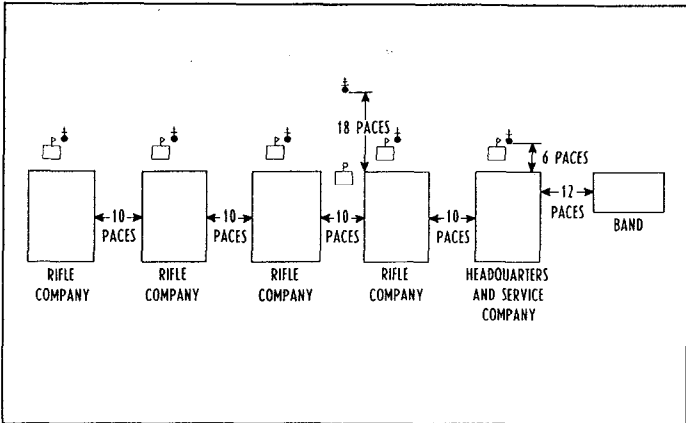 18 PACES
6 PACES
10
PACES
10
PACES
10
PACES
10
PACES
12
PACES
BAND
RIFLE
COMPANY
RIFLE
COMPANY
RIFLE
COMPANY
RIFLE
COMPANY
HEADQUARTERS
AND SERVICE
COMPANY